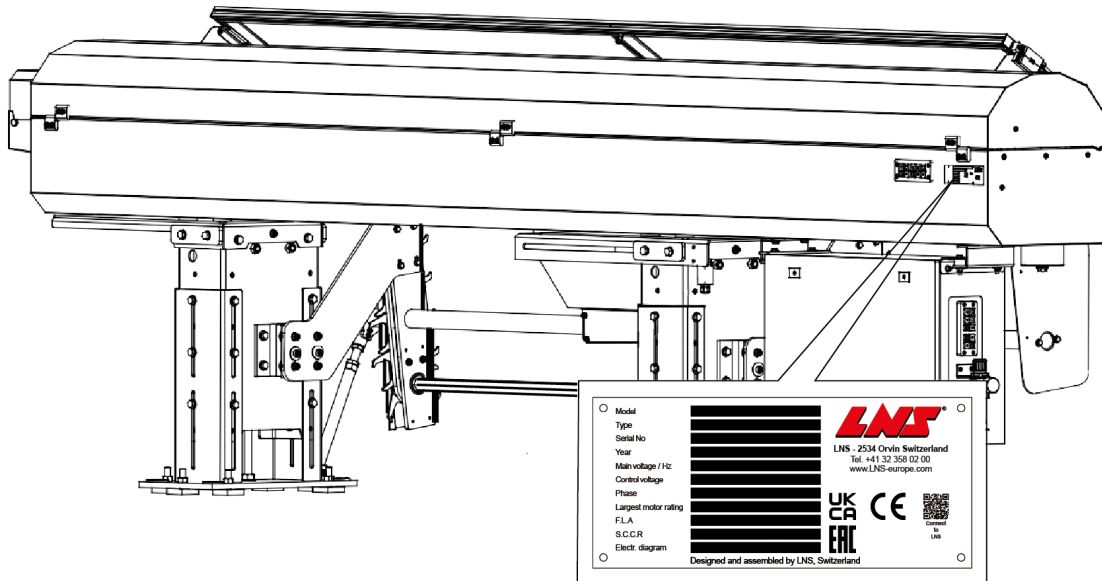 Model
Type
Serial No
Year
Main voltage / Hz
Control voltage
Phase
Largest motor rating
F.L.A
S.C.C.R
Electr. diagram
LNS®
LNS - 2534 Orvin Switzerland
Tel. +41 32 358 02 00
www.LNS-europe.com
UK
CA
CE
EAC
Connect
to
LNS
Designed and assembled by LNS, Switzerland